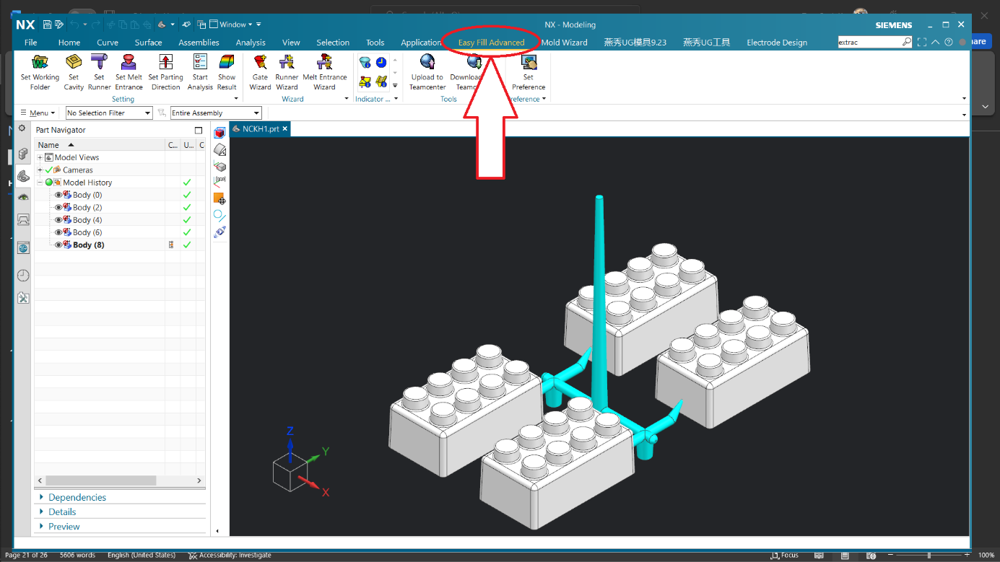 NX Window NX - Modeling SIEMENS
File Home Curve Surface Assemblies Analysis View Selection Tools Application Easy Fill Advanced Mold Wizard 燕秀UG模具9.23 燕秀UG工具 Electrode Design extrac
Set Working Folder
Set Cavity
Set Runner
Set Melt Entrance
Set Parting Direction
Start Analysis
Show Result
Gate Wizard
Runner Wizard
Melt Entrance Wizard
Upload to Teamcenter
Download
Teamc
Set Preference
Setting Wizard Indicator ... Tools reference
Menu No Selection Filter Entire Assembly
Part Navigator
NCKH1.prt
Name C... U... C
Model Views
Cameras
Model History
Body (0)
Body (2)
Body (4)
Body (6)
Body (8)
Z
Y
X
Dependencies
Details
Preview
Page 21 of 26 5606 words English (United States) Accessibility: Investigate Focus 100%